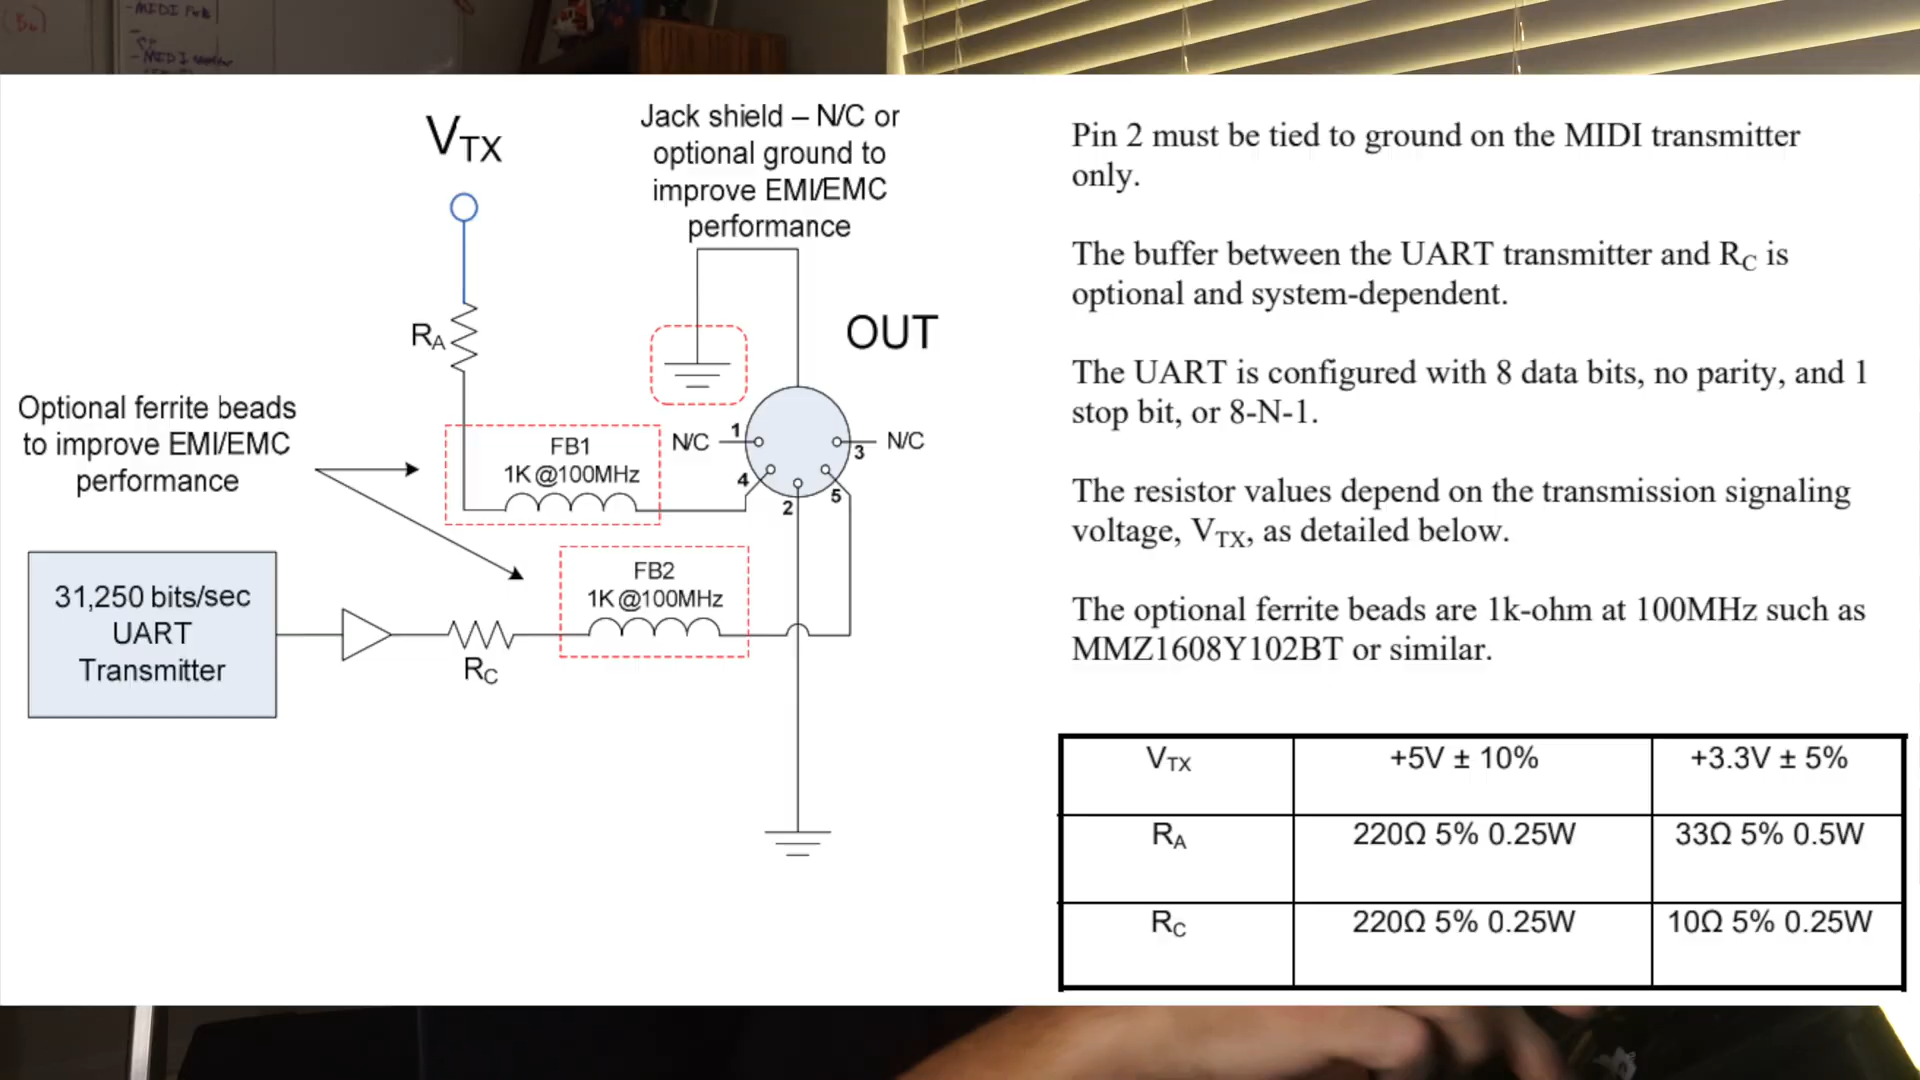 - MIDI
VTX
Jack shield – N/C or
optional ground to
improve EMI/EMC
performance
OUT
RA
Optional ferrite beads
to improve EMI/EMC
performance
FB1
1K@100MHz
N/C
1
3
N/C
4
2
5
FB2
1K@100MHz
31,250 bits/sec
UART
Transmitter
RC
Pin 2 must be tied to ground on the MIDI transmitter
only.
The buffer between the UART transmitter and RC is
optional and system-dependent.
The UART is configured with 8 data bits, no parity, and 1
stop bit, or 8-N-1.
The resistor values depend on the transmission signaling
voltage, VTX, as detailed below.
The optional ferrite beads are 1k-ohm at 100MHz such as
MMZ1608Y102BT or similar.
VTX +5V ± 10% +3.3V ± 5%
RA 220Ω 5% 0.25W 33Ω 5% 0.5W
RC 220Ω 5% 0.25W 10Ω 5% 0.25W